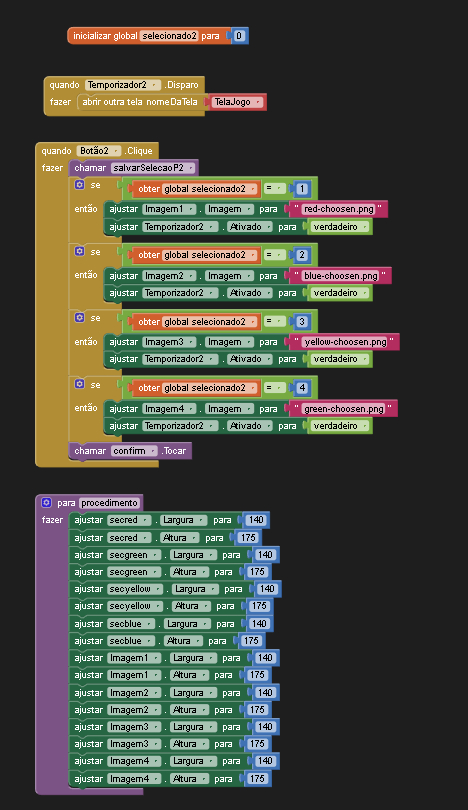 inicializar global selecionado2 para 0
quando Temporizador2 .Disparo
fazer abrir outra tela nomeDaTela TelaJogo
quando Botão2 .Clique
fazer chamar salvarSelecaoP2
se obter global selecionado2 = 1
então ajustar Imagem1 . Imagem para " red-choosen.png "
ajustar Temporizador2 . Ativado para verdadeiro
se obter global selecionado2 = 2
então ajustar Imagem2 . Imagem para " blue-choosen.png "
ajustar Temporizador2 . Ativado para verdadeiro
se obter global selecionado2 = 3
então ajustar Imagem3 . Imagem para " yellow-choosen.png "
ajustar Temporizador2 . Ativado para verdadeiro
se obter global selecionado2 = 4
então ajustar Imagem4 . Imagem para " green-choosen.png "
ajustar Temporizador2 . Ativado para verdadeiro
chamar confirm .Tocar
para procedimento
fazer ajustar secred . Largura para 140
ajustar secred . Altura para 175
ajustar secgreen . Largura para 140
ajustar secgreen . Altura para 175
ajustar secyellow . Largura para 140
ajustar secyellow . Altura para 175
ajustar secblue . Largura para 140
ajustar secblue . Altura para 175
ajustar Imagem1 . Largura para 140
ajustar Imagem1 . Altura para 175
ajustar Imagem2 . Largura para 140
ajustar Imagem2 . Altura para 175
ajustar Imagem3 . Largura para 140
ajustar Imagem3 . Altura para 175
ajustar Imagem4 . Largura para 140
ajustar Imagem4 . Altura para 175